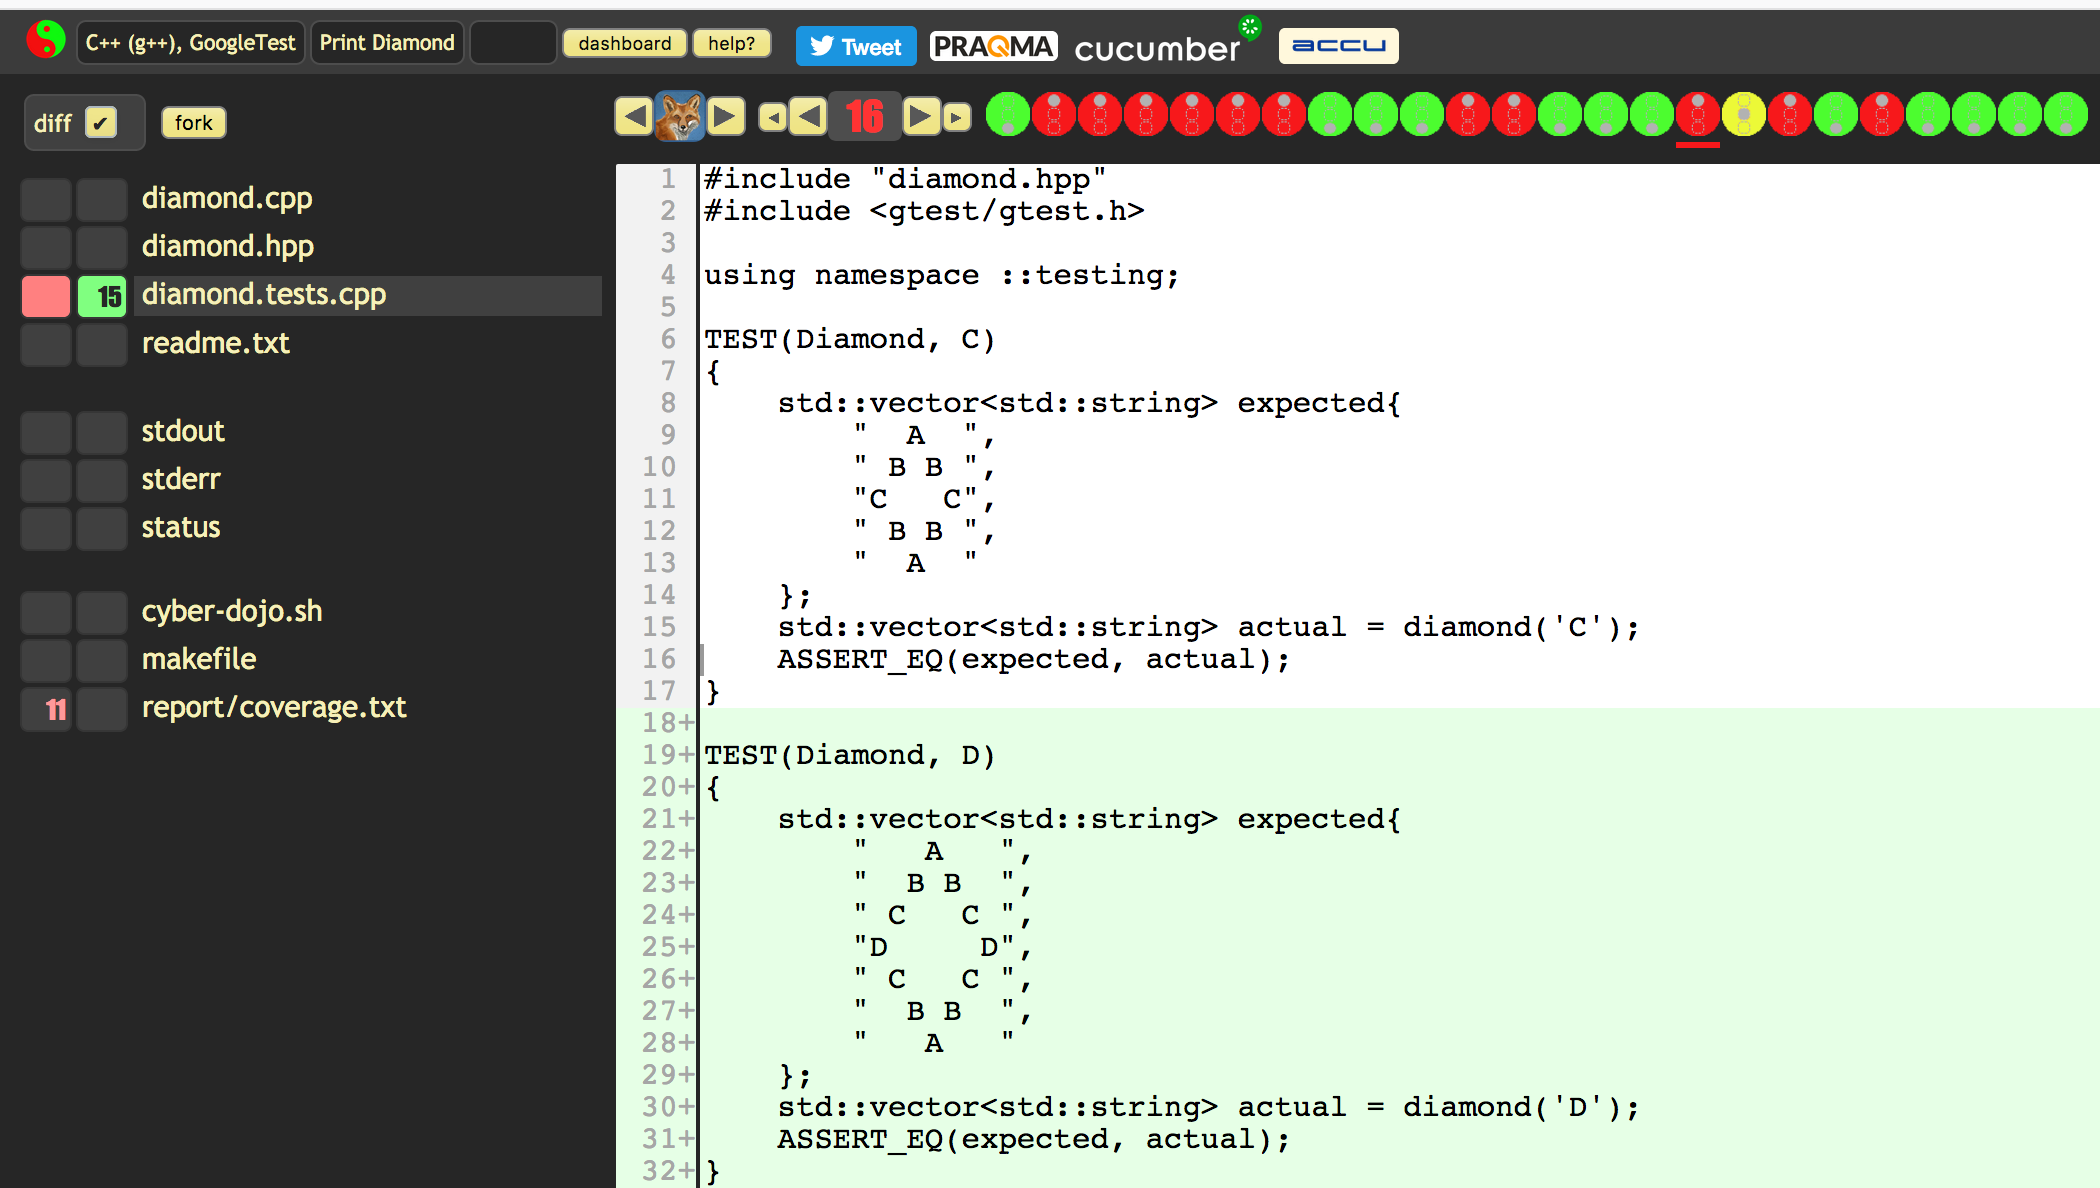 C++ (g++), GoogleTest Print Diamond dashboard help? Tweet PRAQMA cucumber accu
diff ✔ fork 16
diamond.cpp
diamond.hpp
15 diamond.tests.cpp
readme.txt
stdout
stderr
status
cyber-dojo.sh
makefile
11 report/coverage.txt
1 #include "diamond.hpp"
2 #include <gtest/gtest.h>
3
4 using namespace ::testing;
5
6 TEST(Diamond, C)
7 {
8     std::vector<std::string> expected{
9         "  A  ",
10         " B B ",
11         "C   C",
12         " B B ",
13         "  A  "
14     };
15     std::vector<std::string> actual = diamond('C');
16     ASSERT_EQ(expected, actual);
17 }
18+
19+ TEST(Diamond, D)
20+ {
21+     std::vector<std::string> expected{
22+         "   A   ",
23+         "  B B  ",
24+         " C   C ",
25+         "D     D",
26+         " C   C ",
27+         "  B B  ",
28+         "   A   "
29+     };
30+     std::vector<std::string> actual = diamond('D');
31+     ASSERT_EQ(expected, actual);
32+ }